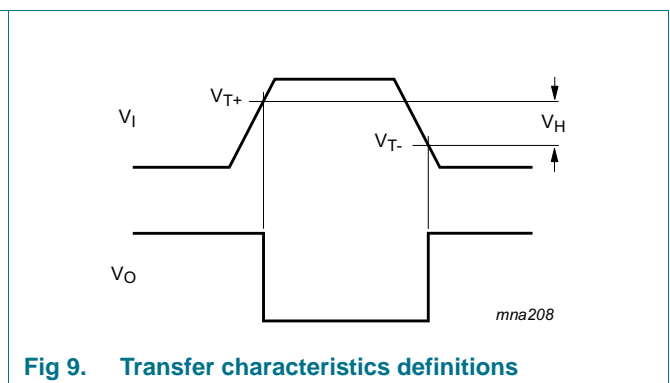 VT+
VI
VH
VT-
VO
mna208
Fig 9. Transfer characteristics definitions